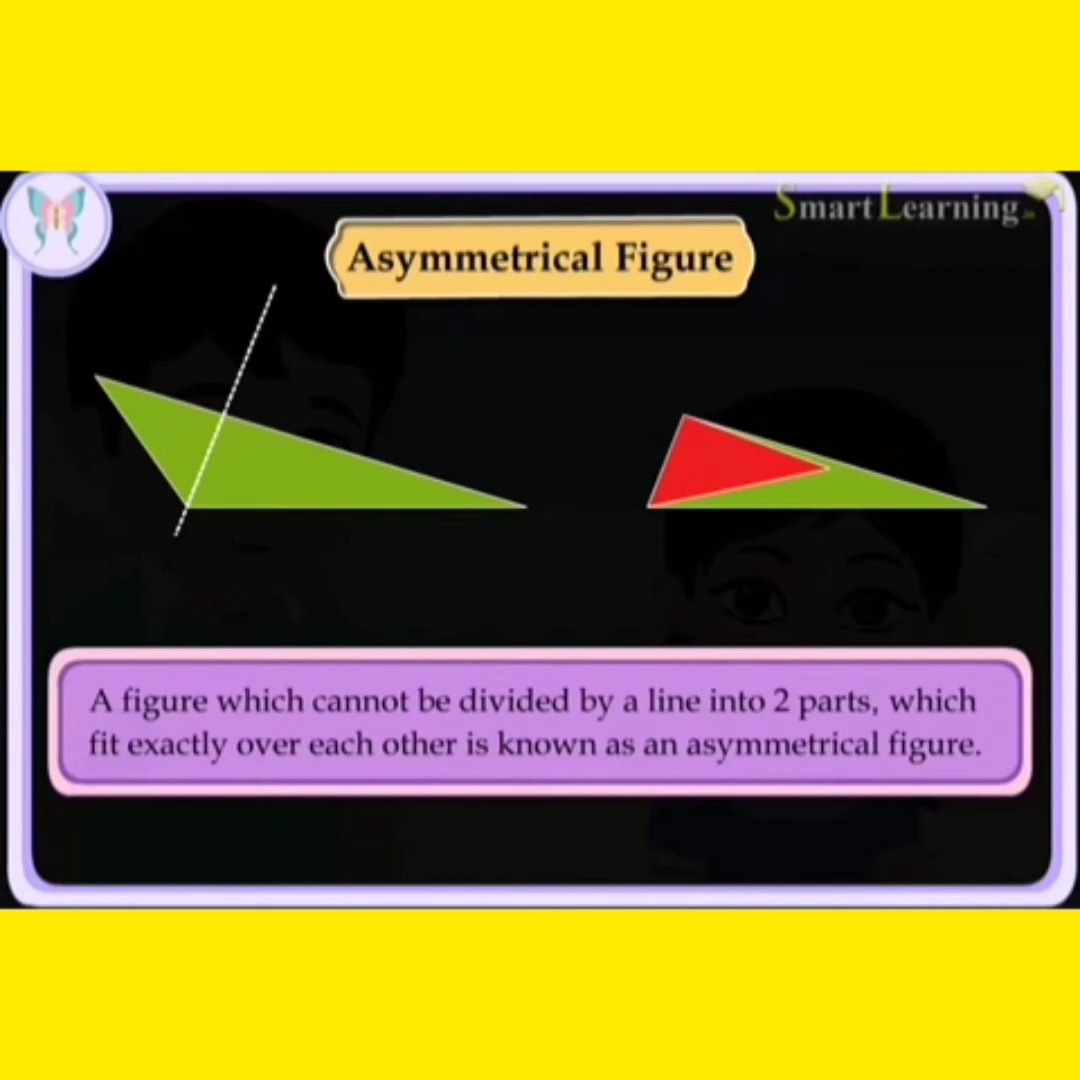 SmartLearning.in
Asymmetrical Figure
A figure which cannot be divided by a line into 2 parts, which
fit exactly over each other is known as an asymmetrical figure.